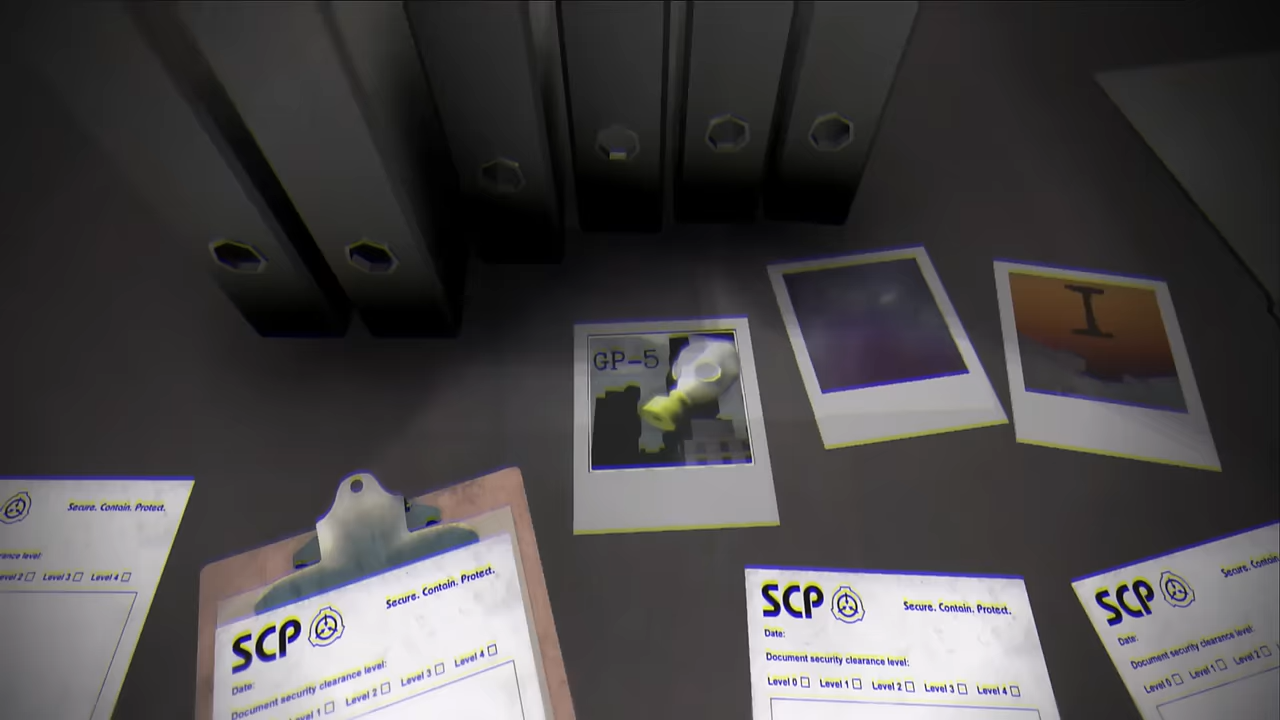 GP-5
I
Secure. Contain. Protect.
Level 2 Level 3 Level 4
SCP Secure. Contain. Protect.
Date:
Document security clearance level:
Level 1 Level 2 Level 3 Level 4
SCP Secure. Contain. Protect.
Date:
Document security clearance level:
Level 0 Level 1 Level 2 Level 3 Level 4
SCP Secure. Contain.
Date:
Document security clearance level:
Level 0 Level 1 Level 2